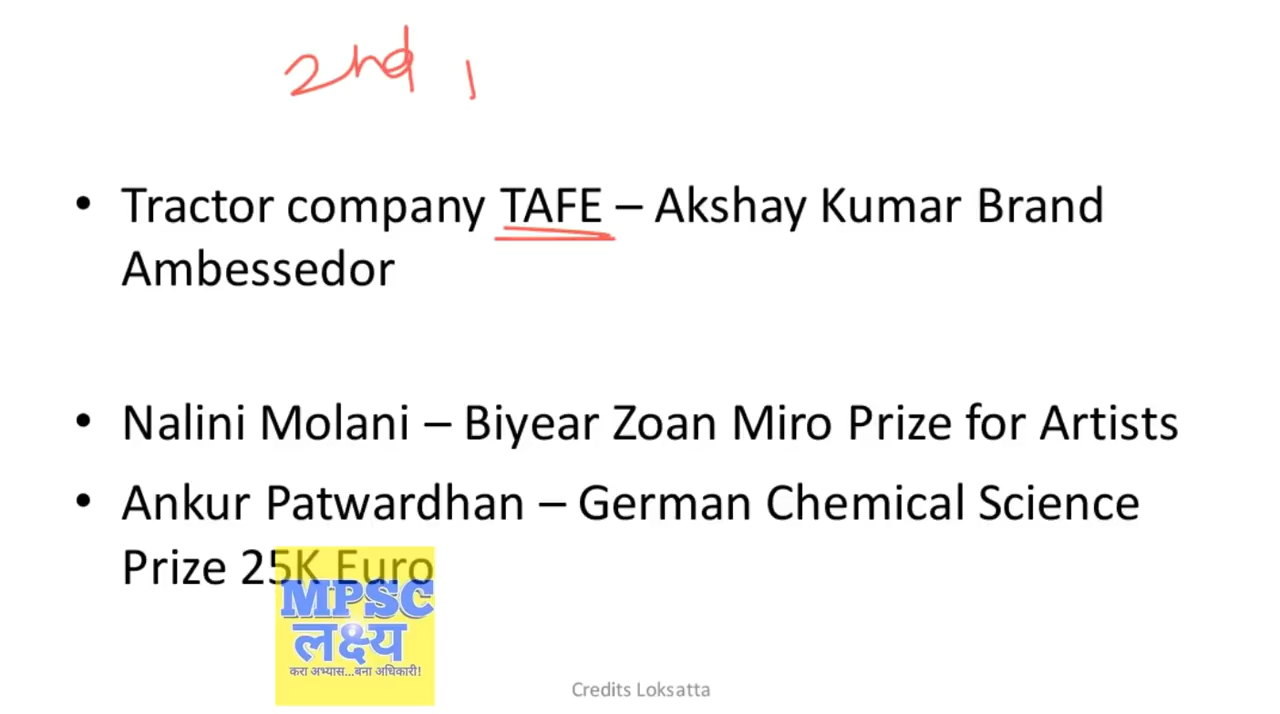 2nd
• Tractor company TAFE – Akshay Kumar Brand
Ambessedor
• Nalini Molani – Biyear Zoan Miro Prize for Artists
• Ankur Patwardhan – German Chemical Science
Prize 25K Euro
MPSC
लक्ष्य
करा अभ्यास...बना अधिकारी!
Credits Loksatta